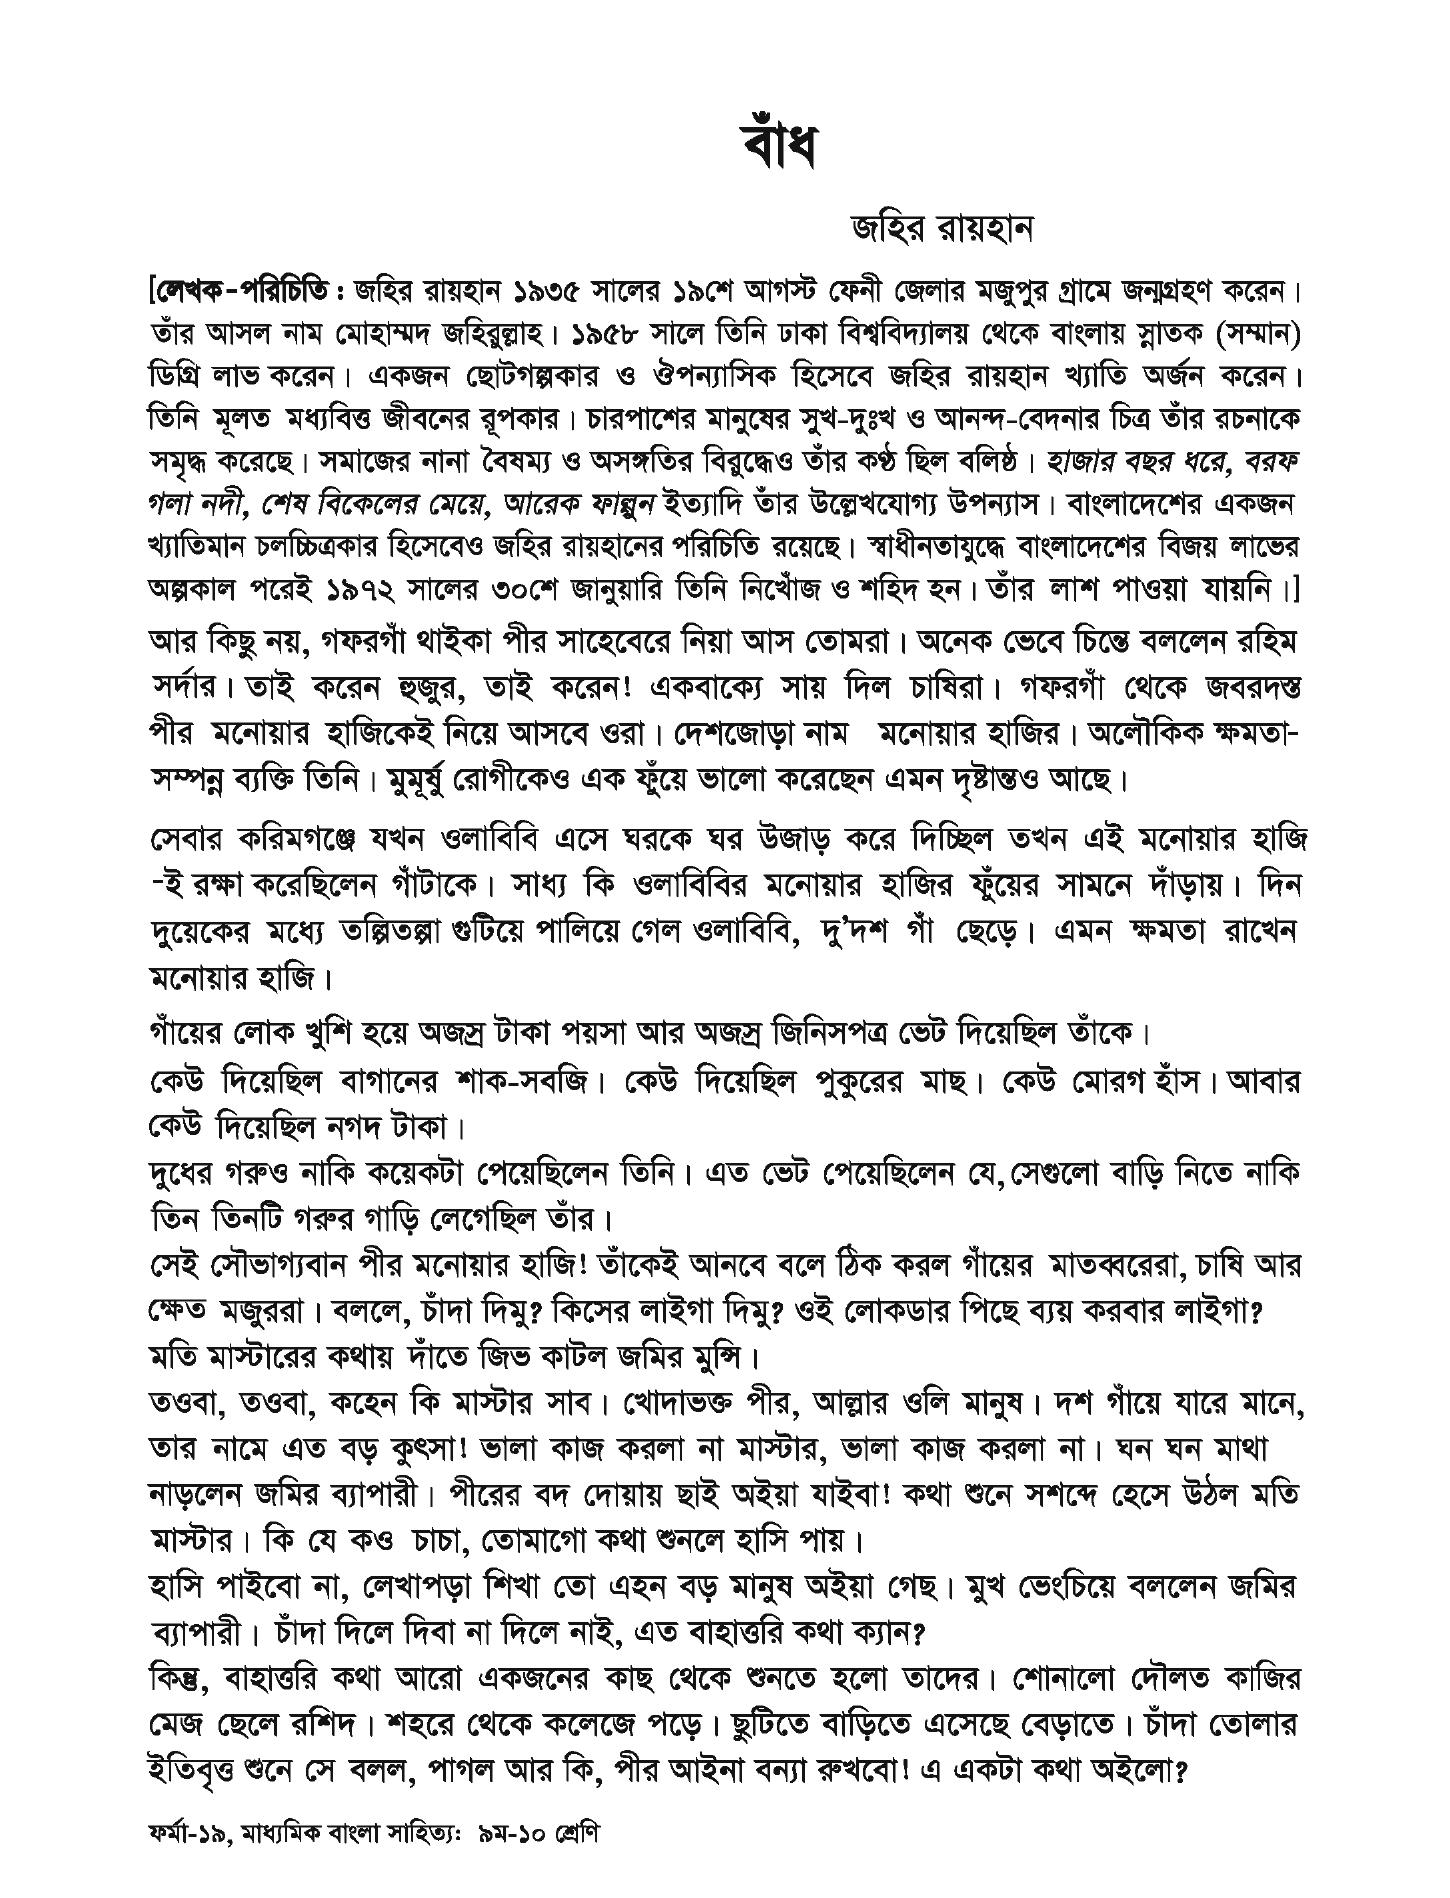 বাঁধ
জহির রায়হান
[লেখক-পরিচিতি : জহির রায়হান ১৯৩৫ সালের ১৯শে আগস্ট ফেনী জেলার মজুপুর গ্রামে জন্মগ্রহণ করেন।
তাঁর আসল নাম মোহাম্মদ জহিরুল্লাহ। ১৯৫৮ সালে তিনি ঢাকা বিশ্ববিদ্যালয় থেকে বাংলায় স্নাতক (সম্মান)
ডিগ্রি লাভ করেন। একজন ছোটগল্পকার ও ঔপন্যাসিক হিসেবে জহির রায়হান খ্যাতি অর্জন করেন।
তিনি মূলত মধ্যবিত্ত জীবনের রূপকার। চারপাশের মানুষের সুখ-দুঃখ ও আনন্দ-বেদনার চিত্র তাঁর রচনাকে
সমৃদ্ধ করেছে। সমাজের নানা বৈষম্য ও অসঙ্গতির বিরুদ্ধেও তাঁর কণ্ঠ ছিল বলিষ্ঠ। হাজার বছর ধরে, বরফ
গলা নদী, শেষ বিকেলের মেয়ে, আরেক ফাল্গুন ইত্যাদি তাঁর উল্লেখযোগ্য উপন্যাস। বাংলাদেশের একজন
খ্যাতিমান চলচ্চিত্রকার হিসেবেও জহির রায়হানের পরিচিতি রয়েছে। স্বাধীনতাযুদ্ধে বাংলাদেশের বিজয় লাভের
অল্পকাল পরেই ১৯৭২ সালের ৩০শে জানুয়ারি তিনি নিখোঁজ ও শহিদ হন। তাঁর লাশ পাওয়া যায়নি।]
আর কিছু নয়, গফরগাঁ থাইকা পীর সাহেবেরে নিয়া আস তোমরা। অনেক ভেবে চিন্তে বললেন রহিম
সর্দার। তাই করেন হুজুর, তাই করেন! একবাক্যে সায় দিল চাষিরা। গফরগাঁ থেকে জবরদস্ত
পীর মনোয়ার হাজিকেই নিয়ে আসবে ওরা। দেশজোড়া নাম মনোয়ার হাজির। অলৌকিক ক্ষমতা-
সম্পন্ন ব্যক্তি তিনি। মুমূর্ষু রোগীকেও এক ফুঁয়ে ভালো করেছেন এমন দৃষ্টান্তও আছে।
সেবার করিমগঞ্জে যখন ওলাবিবি এসে ঘরকে ঘর উজাড় করে দিচ্ছিল তখন এই মনোয়ার হাজি
-ই রক্ষা করেছিলেন গাঁটাকে। সাধ্য কি ওলাবিবির মনোয়ার হাজির ফুঁয়ের সামনে দাঁড়ায়। দিন
দুয়েকের মধ্যে তল্পিতল্পা গুটিয়ে পালিয়ে গেল ওলাবিবি, দু’দশ গাঁ ছেড়ে। এমন ক্ষমতা রাখেন
মনোয়ার হাজি।
গাঁয়ের লোক খুশি হয়ে অজস্র টাকা পয়সা আর অজস্র জিনিসপত্র ভেট দিয়েছিল তাঁকে।
কেউ দিয়েছিল বাগানের শাক-সবজি। কেউ দিয়েছিল পুকুরের মাছ। কেউ মোরগ হাঁস। আবার
কেউ দিয়েছিল নগদ টাকা।
দুধের গরুও নাকি কয়েকটা পেয়েছিলেন তিনি। এত ভেট পেয়েছিলেন যে, সেগুলো বাড়ি নিতে নাকি
তিন তিনটি গরুর গাড়ি লেগেছিল তাঁর।
সেই সৌভাগ্যবান পীর মনোয়ার হাজি! তাঁকেই আনবে বলে ঠিক করল গাঁয়ের মাতব্বরেরা, চাষি আর
ক্ষেত মজুররা। বললে, চাঁদা দিমু? কিসের লাইগা দিমু? ওই লোকডার পিছে ব্যয় করবার লাইগা?
মতি মাস্টারের কথায় দাঁতে জিভ কাটল জমির মুন্সি।
তওবা, তওবা, কহেন কি মাস্টার সাব। খোদাভক্ত পীর, আল্লার ওলি মানুষ। দশ গাঁয়ে যারে মানে,
তার নামে এত বড় কুৎসা! ভালা কাজ করলা না মাস্টার, ভালা কাজ করলা না। ঘন ঘন মাথা
নাড়লেন জমির ব্যাপারী। পীরের বদ দোয়ায় ছাই অইয়া যাইবা! কথা শুনে সশব্দে হেসে উঠল মতি
মাস্টার। কি যে কও চাচা, তোমাগো কথা শুনলে হাসি পায়।
হাসি পাইবো না, লেখাপড়া শিখা তো এহন বড় মানুষ অইয়া গেছ। মুখ ভেংচিয়ে বললেন জমির
ব্যাপারী। চাঁদা দিলে দিবা না দিলে নাই, এত বাহাত্তরি কথা ক্যান?
কিন্তু, বাহাত্তরি কথা আরো একজনের কাছ থেকে শুনতে হলো তাদের। শোনালো দৌলত কাজির
মেজ ছেলে রশিদ। শহরে থেকে কলেজে পড়ে। ছুটিতে বাড়িতে এসেছে বেড়াতে। চাঁদা তোলার
ইতিবৃত্ত শুনে সে বলল, পাগল আর কি, পীর আইনা বন্যা রুখবো! এ একটা কথা অইলো?
ফর্মা-১৯, মাধ্যমিক বাংলা সাহিত্যঃ ৯ম-১০ শ্রেণি